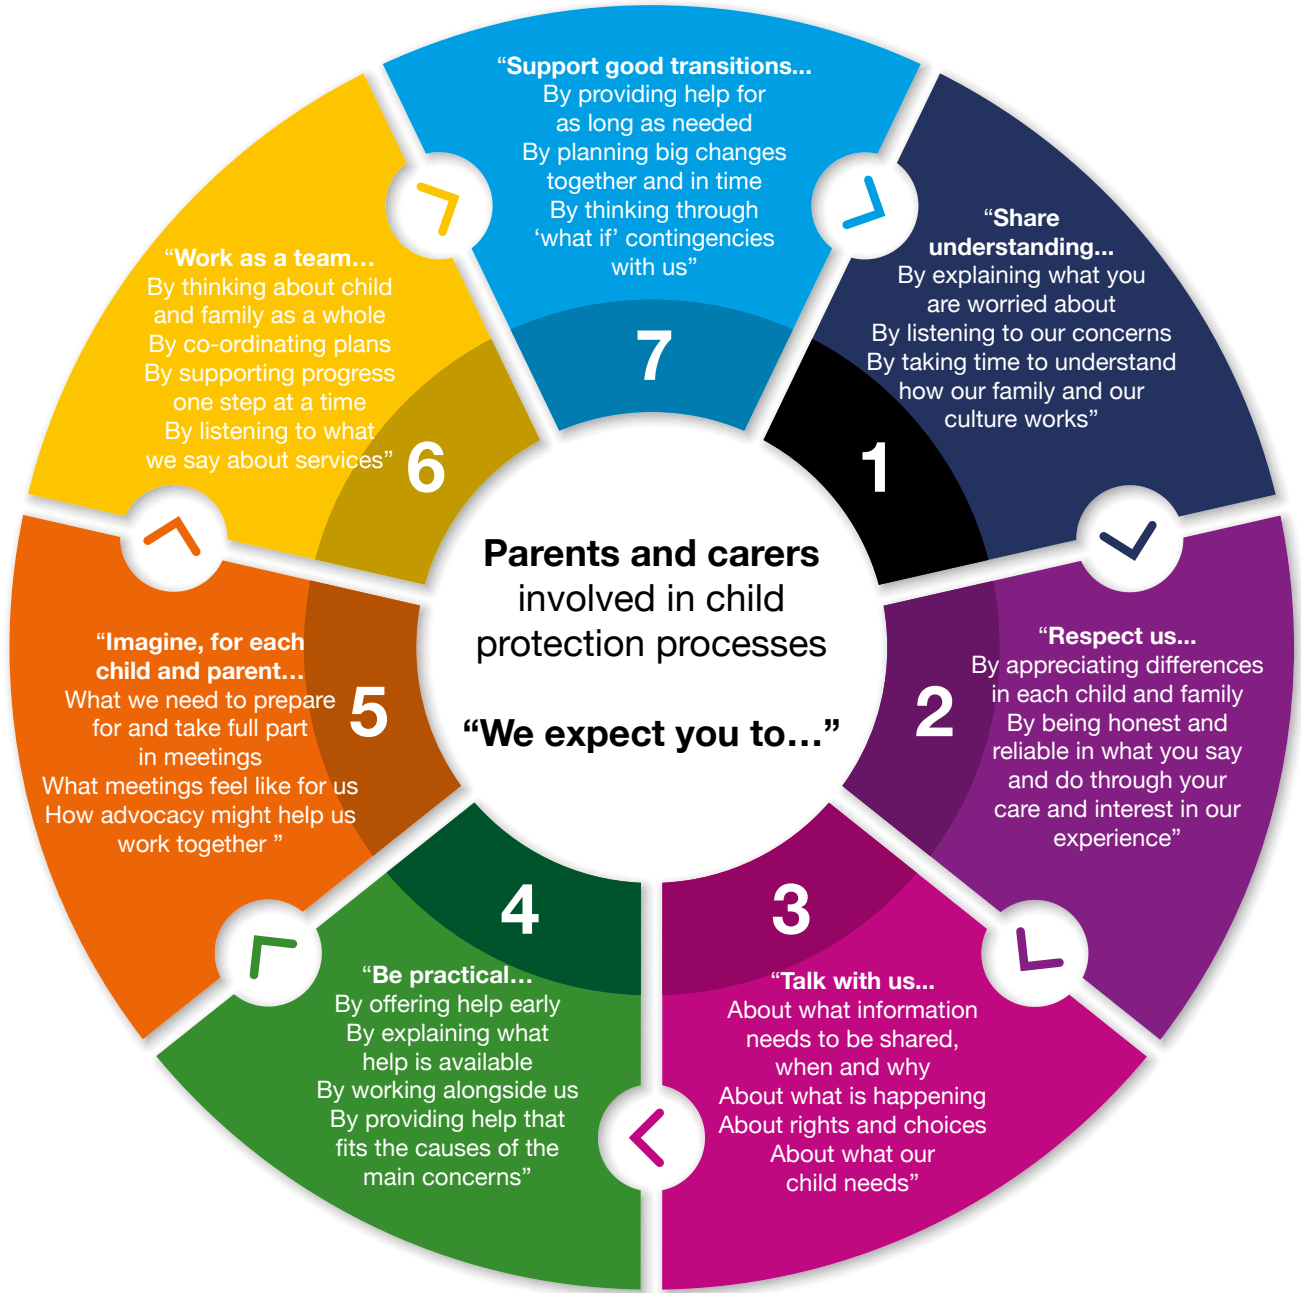 Parents and carers
involved in child
protection processes
“We expect you to…”
“Share
understanding...
By explaining what you
are worried about
By listening to our concerns
By taking time to understand
how our family and our
culture works”
1
“Respect us...
By appreciating differences
in each child and family
By being honest and
reliable in what you say
and do through your
care and interest in our
experience”
2
“Talk with us...
About what information
needs to be shared,
when and why
About what is happening
About rights and choices
About what our
child needs”
3
“Be practical…
By offering help early
By explaining what
help is available
By working alongside us
By providing help that
fits the causes of the
main concerns”
4
“Imagine, for each
child and parent…
What we need to prepare
for and take full part
in meetings
What meetings feel like for us
How advocacy might help us
work together ”
5
“Work as a team…
By thinking about child
and family as a whole
By co-ordinating plans
By supporting progress
one step at a time
By listening to what
we say about services”
6
“Support good transitions...
By providing help for
as long as needed
By planning big changes
together and in time
By thinking through
‘what if’ contingencies
with us”
7